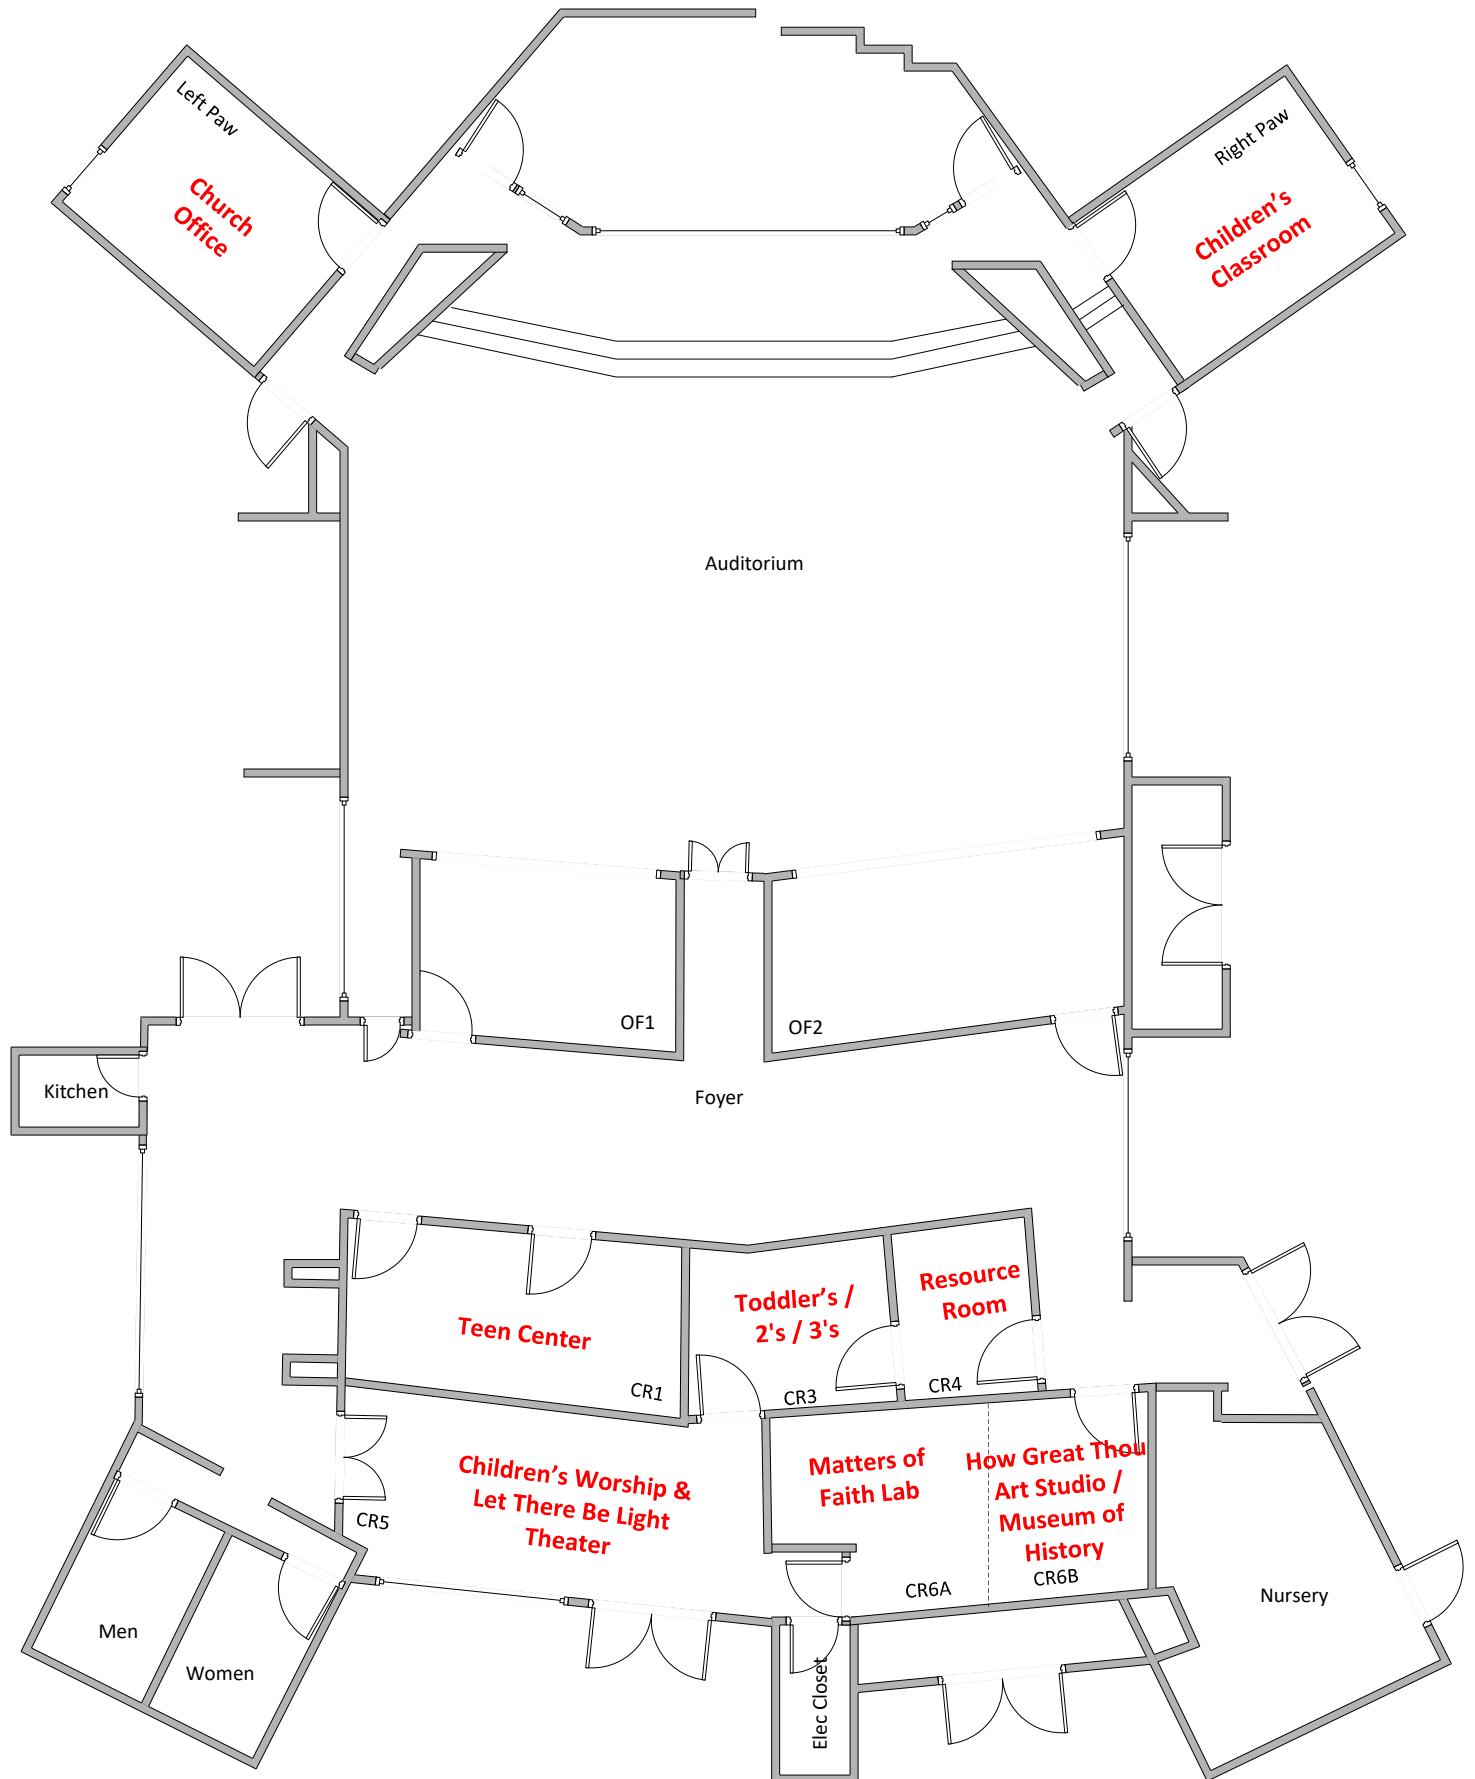 Left Paw
Church
Office
Right Paw
Children's
Classroom
Auditorium
OF1
OF2
Kitchen
Foyer
Teen Center
CR1
Toddler's /
2's / 3's
CR3
Resource
Room
CR4
Children's Worship &
Let There Be Light
Theater
CR5
Matters of
Faith Lab
CR6A
How Great Thou
Art Studio /
Museum of
History
CR6B
Nursery
Men
Women
Elec Closet